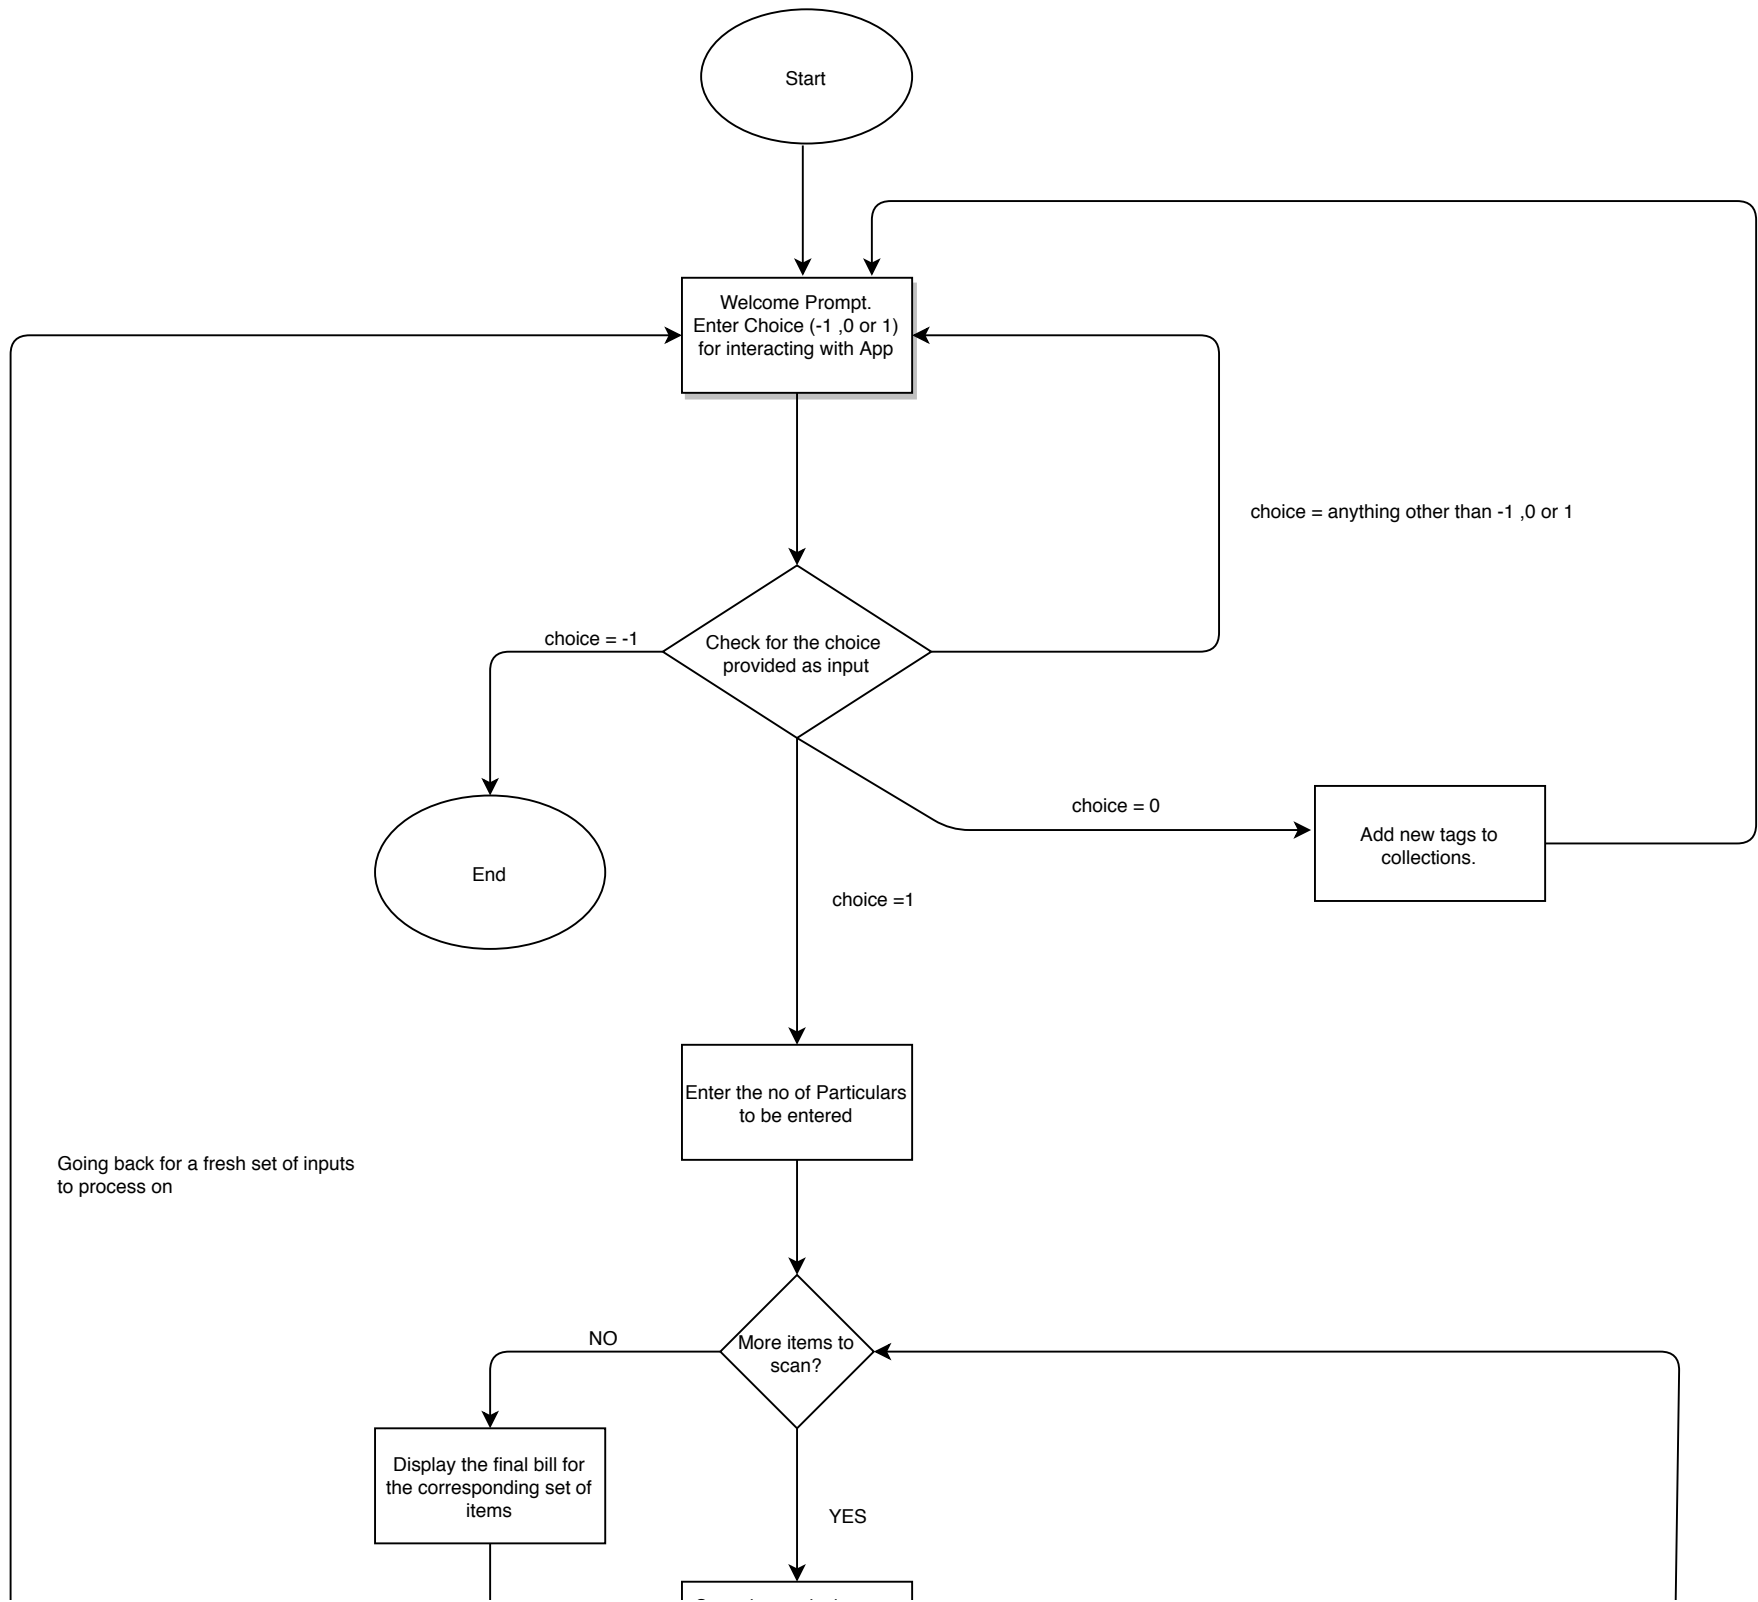 Start
Welcome Prompt.
Enter Choice (-1 ,0 or 1)
for interacting with App
choice = anything other than -1 ,0 or 1
choice = -1
Check for the choice
provided as input
choice = 0
Add new tags to
collections.
End
choice =1
Enter the no of Particulars
to be entered
Going back for a fresh set of inputs
to process on
NO
More items to
scan?
Display the final bill for
the corresponding set of
items
YES